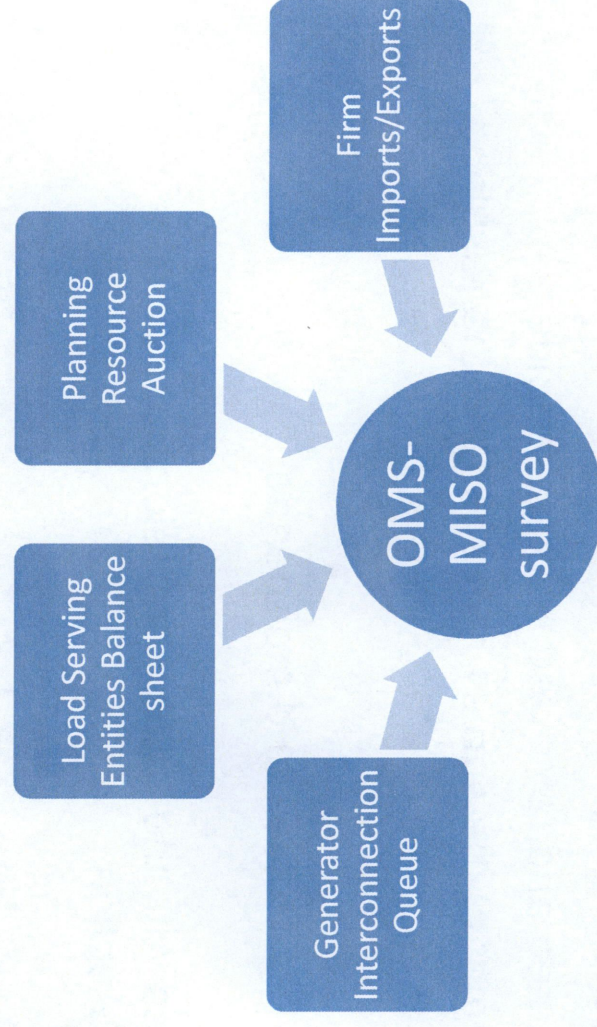 Generator
Interconnection
Queue
Load Serving
Entities Balance
sheet
Planning
Resource
Auction
Firm
Imports/Exports
OMS-
MISO
survey